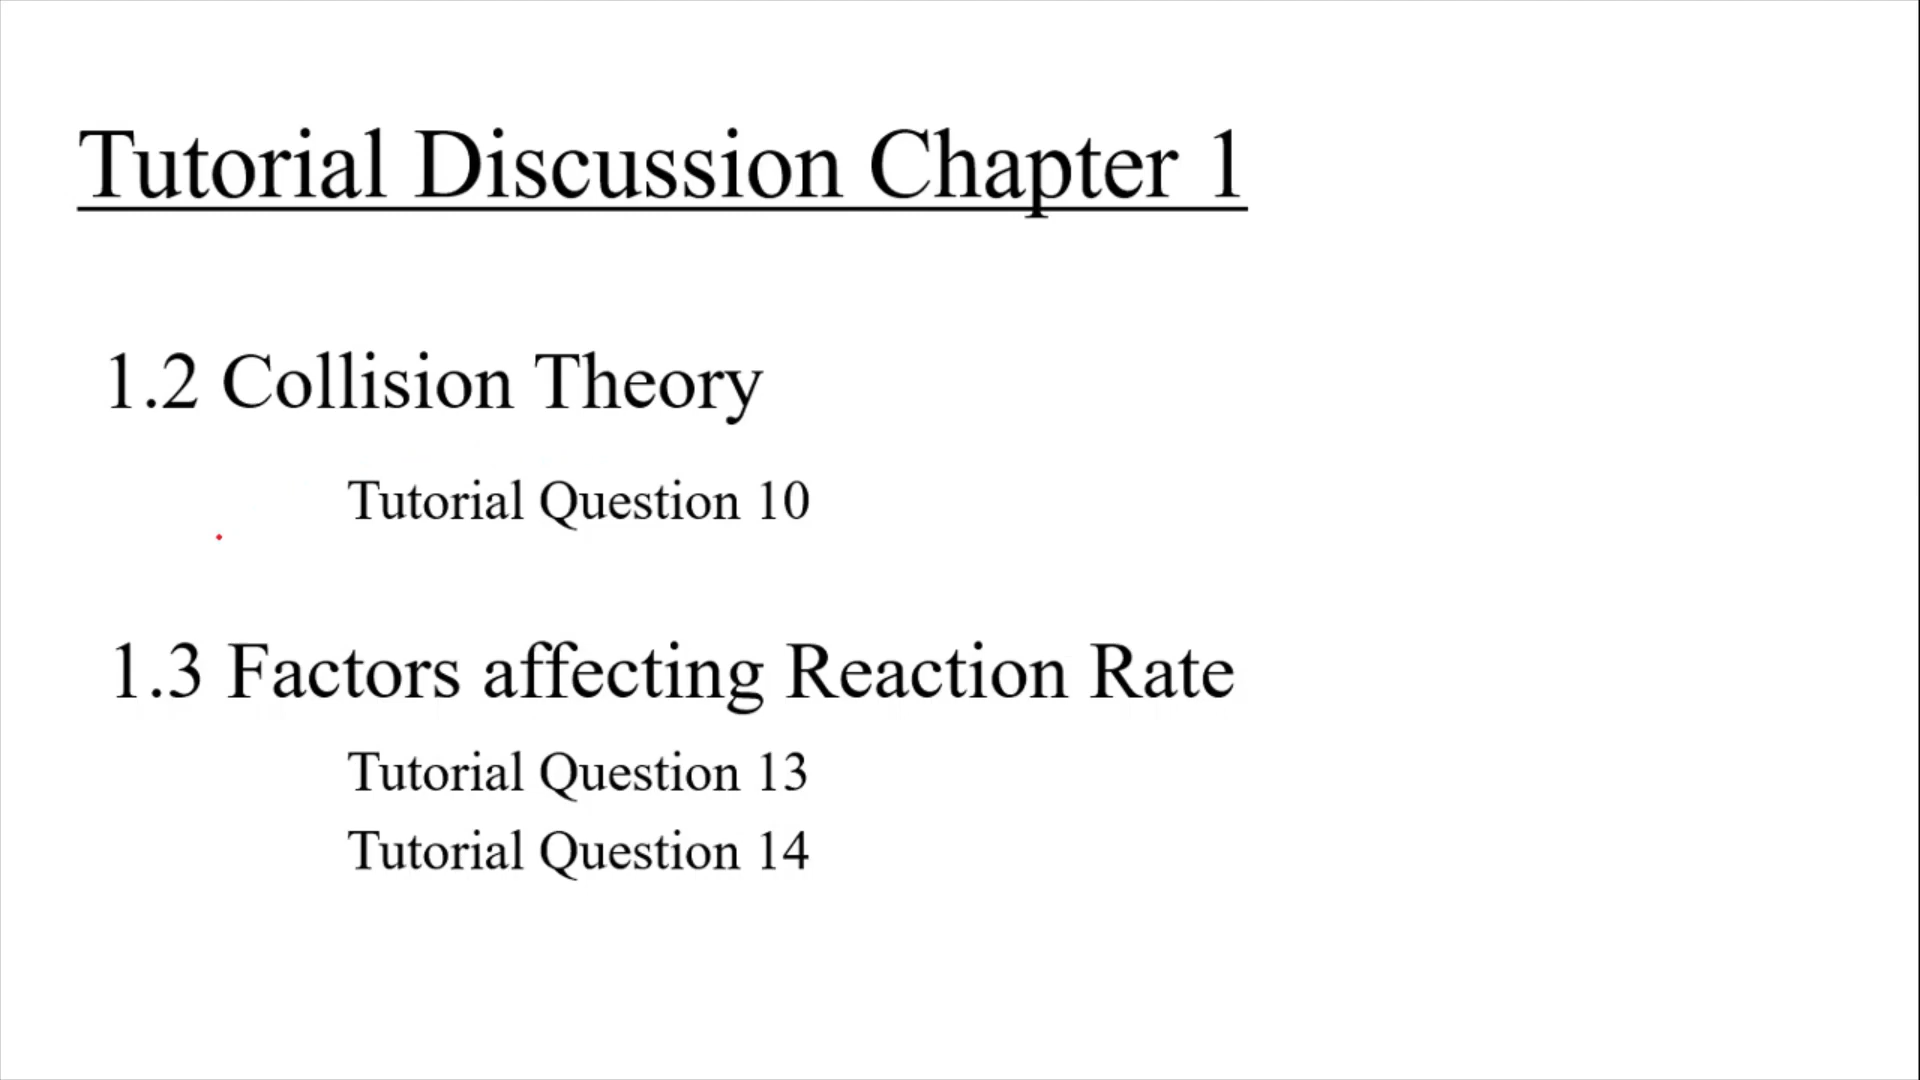 Tutorial Discussion Chapter 1
1.2 Collision Theory
Tutorial Question 10
1.3 Factors affecting Reaction Rate
Tutorial Question 13
Tutorial Question 14